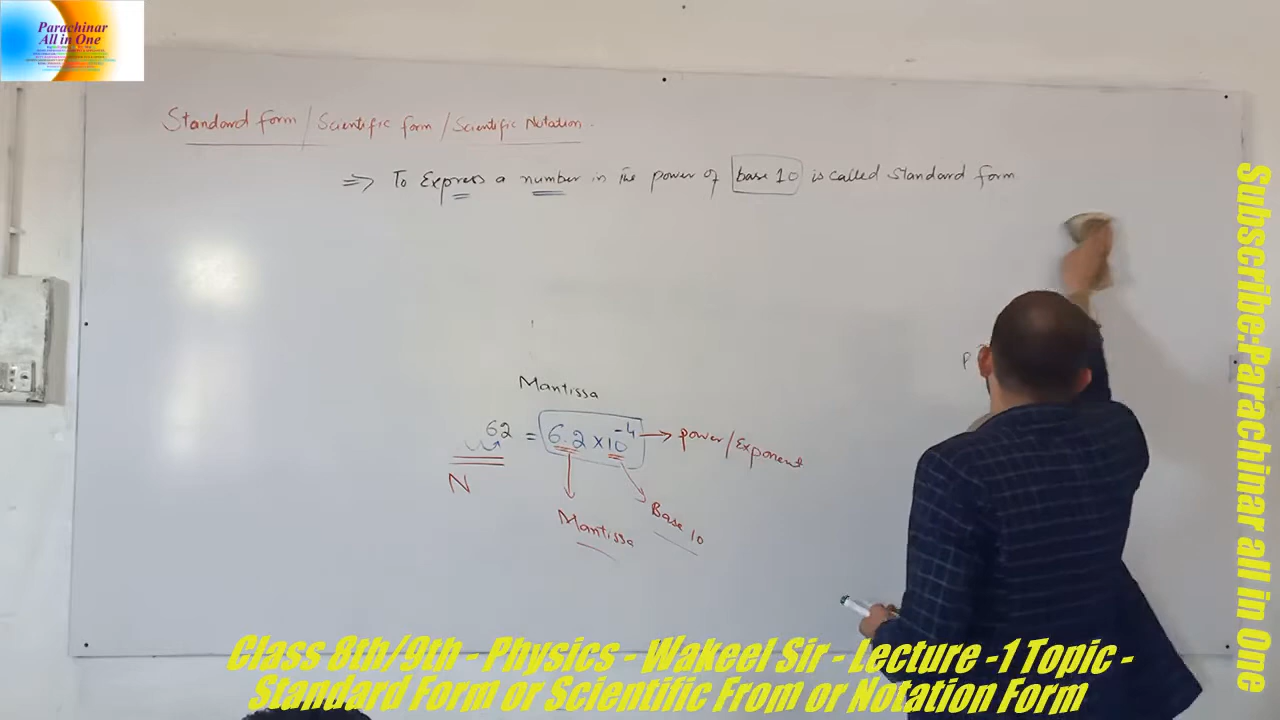 Parachinar
All in One
Standard form / Scientific form / Scientific Notation.
⇒ To Express a number in the power of base 10 is called standard form
P
Mantissa
62 = 6.2 × 10⁻⁴ → power/Exponent
N
Mantissa
Base 10
Subscribe:Parachinar all in One
Class 8th/9th - Physics - Wakeel Sir - Lecture -1 Topic -
Standard Form or Scientific From or Notation Form